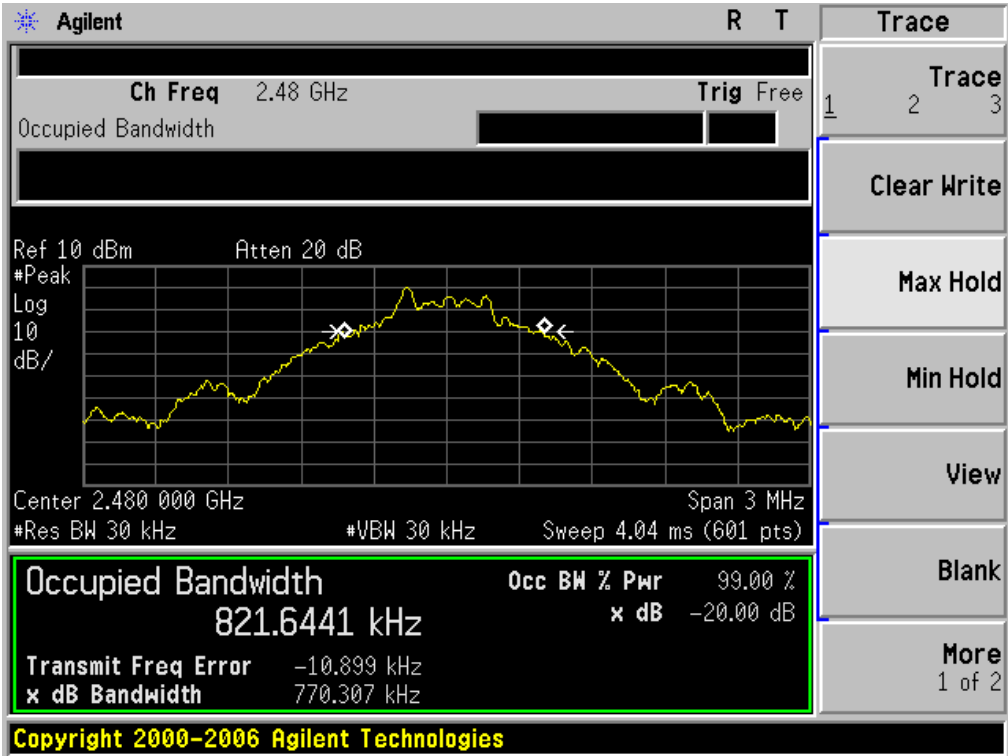 Agilent R T
Ch Freq 2.48 GHz Trig Free
Occupied Bandwidth
Ref 10 dBm Atten 20 dB
#Peak
Log
10
dB/
Center 2.480 000 GHz Span 3 MHz
#Res BW 30 kHz #VBW 30 kHz Sweep 4.04 ms (601 pts)
Occupied Bandwidth
821.6441 kHz
Occ BW % Pwr 99.00 %
x dB -20.00 dB
Transmit Freq Error -10.899 kHz
x dB Bandwidth 770.307 kHz
Copyright 2000-2006 Agilent Technologies
Trace
Trace
1 2 3
Clear Write
Max Hold
Min Hold
View
Blank
More
1 of 2